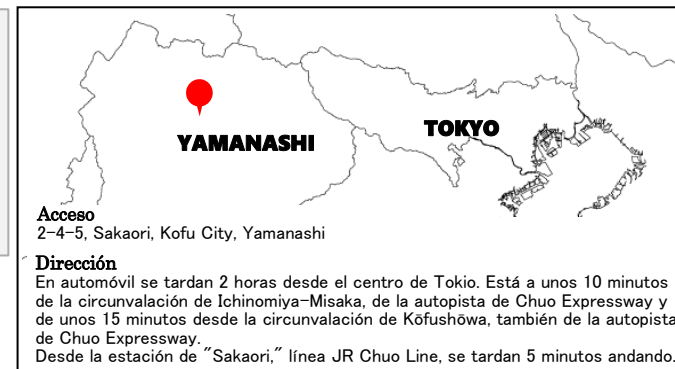 TOKYO
YAMANASHI
Acceso
2-4-5, Sakaori, Kofu City, Yamanashi
Dirección
En automóvil se tardan 2 horas desde el centro de Tokio. Está a unos 10 minutos
de la circunvalación de Ichinomiya-Misaka, de la autopista de Chuo Expressway y
de unos 15 minutos desde la circunvalación de Kōfushōwa, también de la autopista
de Chuo Expressway.
Desde la estación de "Sakaori," línea JR Chuo Line, se tardan 5 minutos andando.